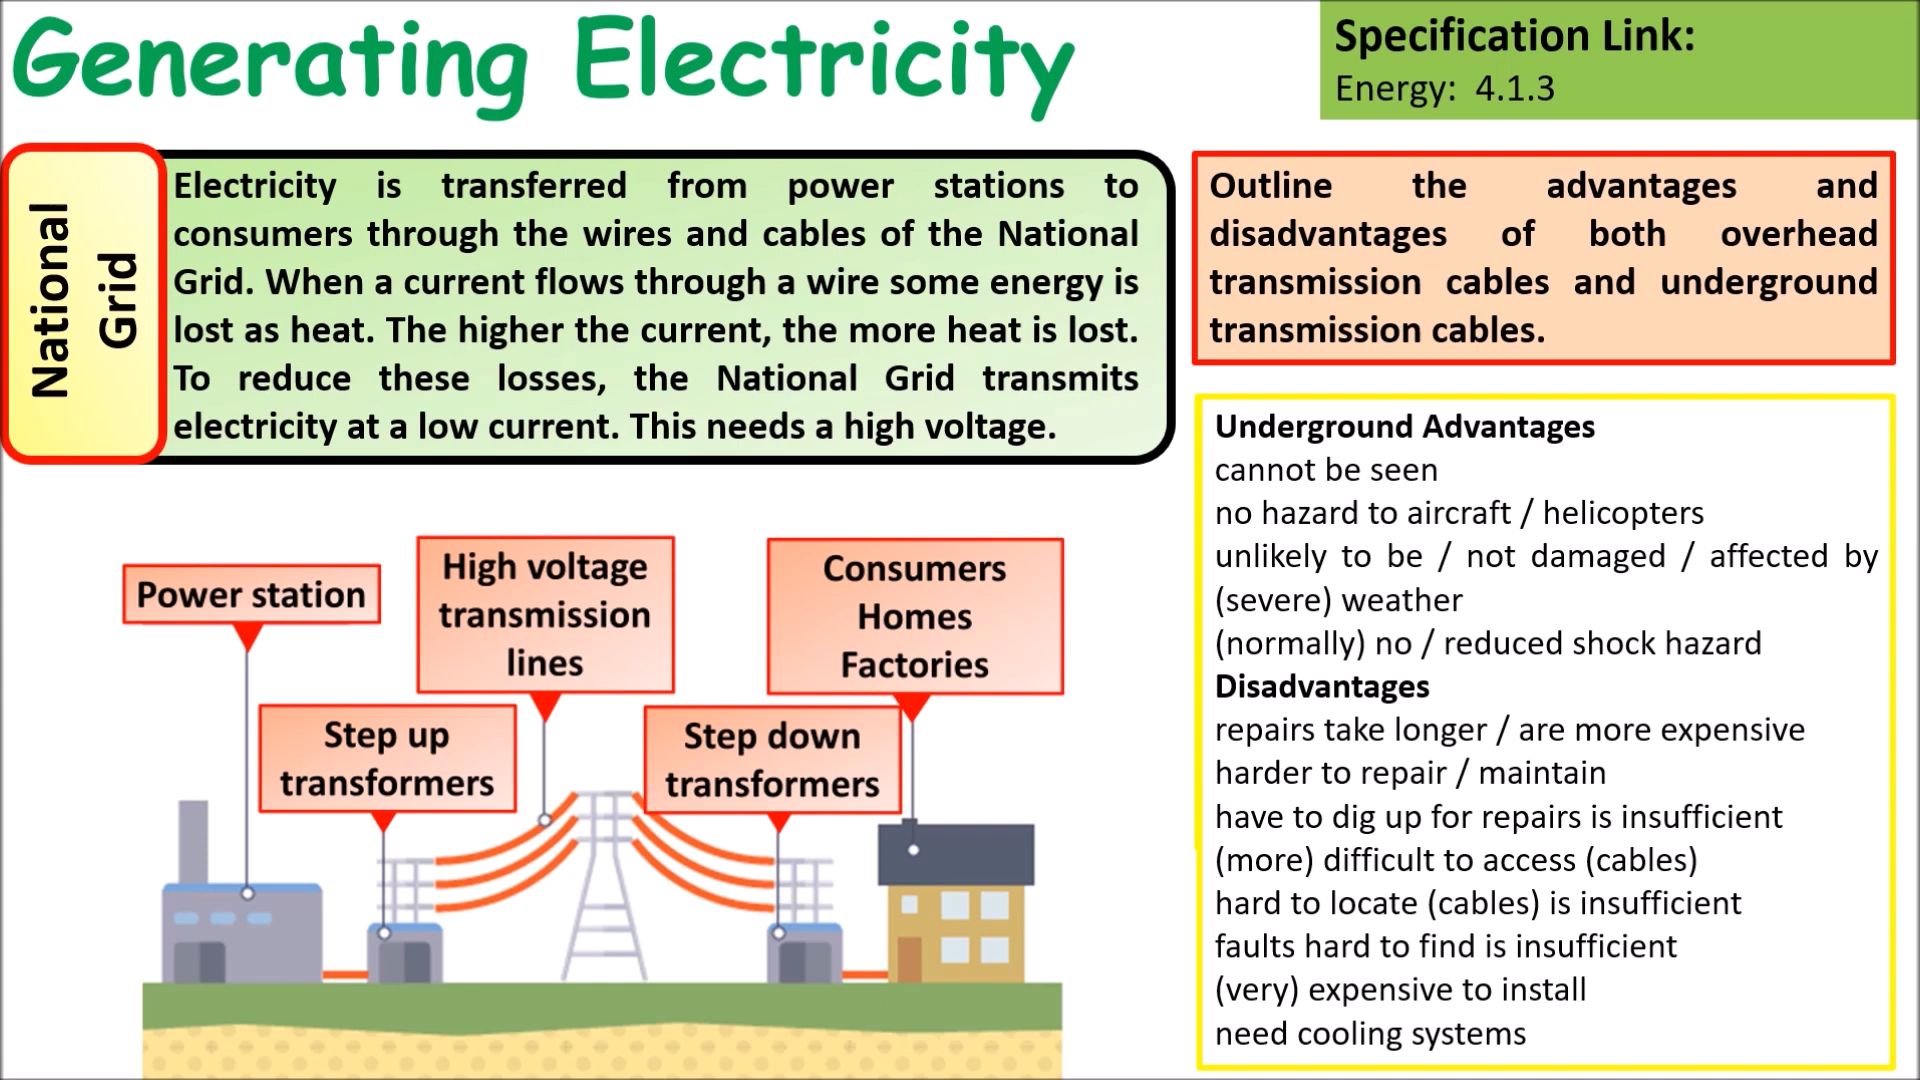 Generating Electricity
Specification Link:
Energy: 4.1.3
National
Grid
Electricity is transferred from power stations to
consumers through the wires and cables of the National
Grid. When a current flows through a wire some energy is
lost as heat. The higher the current, the more heat is lost.
To reduce these losses, the National Grid transmits
electricity at a low current. This needs a high voltage.
Outline the advantages and
disadvantages of both overhead
transmission cables and underground
transmission cables.
Power station
High voltage
transmission
lines
Consumers
Homes
Factories
Step up
transformers
Step down
transformers
Underground Advantages
cannot be seen
no hazard to aircraft / helicopters
unlikely to be / not damaged / affected by
(severe) weather
(normally) no / reduced shock hazard
Disadvantages
repairs take longer / are more expensive
harder to repair / maintain
have to dig up for repairs is insufficient
(more) difficult to access (cables)
hard to locate (cables) is insufficient
faults hard to find is insufficient
(very) expensive to install
need cooling systems